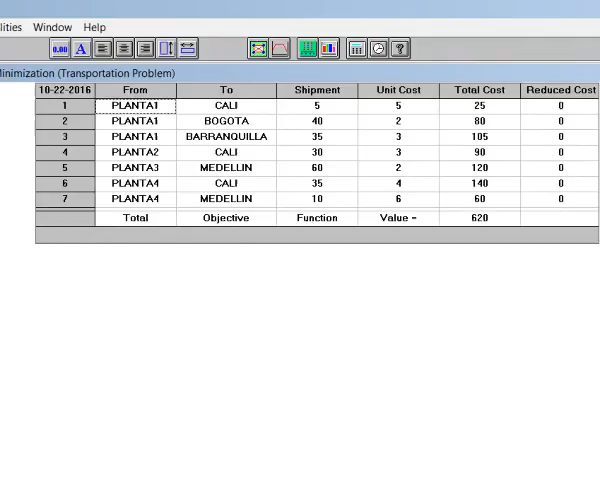 lities Window Help
0.00 A ?
Minimization (Transportation Problem)
10-22-2016 From To Shipment Unit Cost Total Cost Reduced Cost
1 PLANTA1 CALI 5 5 25 0
2 PLANTA1 BOGOTA 40 2 80 0
3 PLANTA1 BARRANQUILLA 35 3 105 0
4 PLANTA2 CALI 30 3 90 0
5 PLANTA3 MEDELLIN 60 2 120 0
6 PLANTA4 CALI 35 4 140 0
7 PLANTA4 MEDELLIN 10 6 60 0
Total Objective Function Value = 620